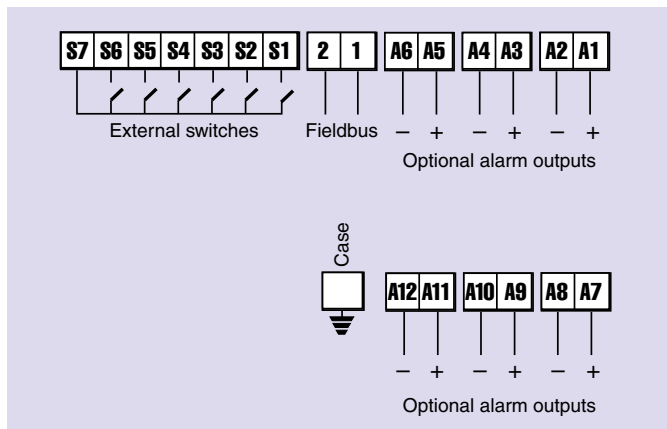 S7 S6 S5 S4 S3 S2 S1 2 1 A6 A5 A4 A3 A2 A1
External switches Fieldbus – + – + – +
Optional alarm outputs
Case
A12 A11 A10 A9 A8 A7
– + – + – +
Optional alarm outputs